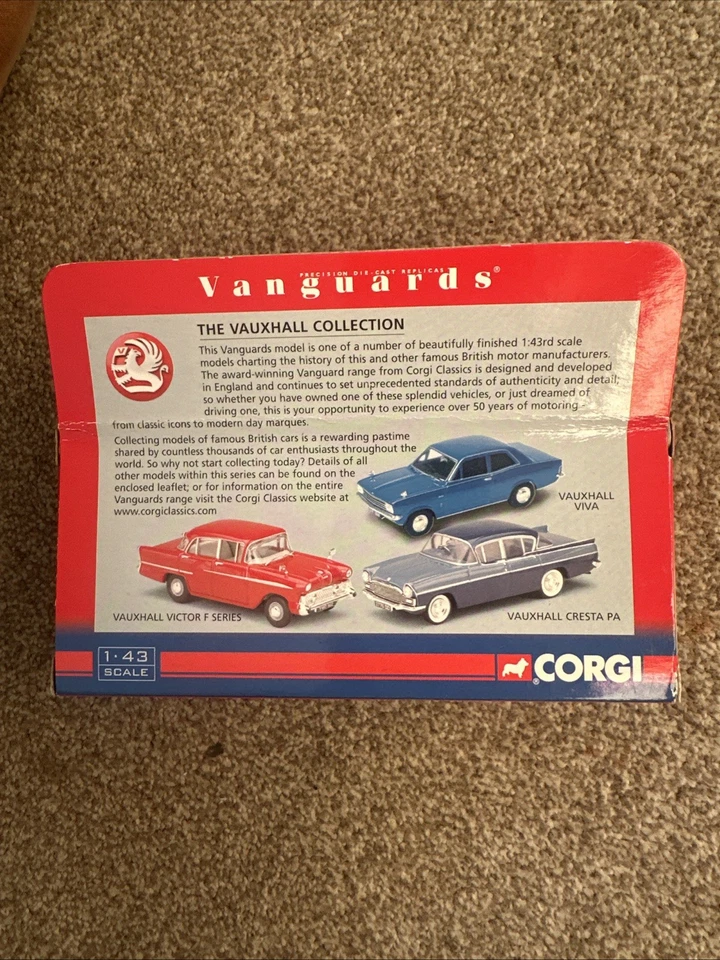 PRECISION DIE-CAST REPLICAS
Vanguards®
THE VAUXHALL COLLECTION
This Vanguards model is one of a number of beautifully finished 1:43rd scale
models charting the history of this and other famous British motor manufacturers.
The award-winning Vanguard range from Corgi Classics is designed and developed
in England and continues to set unprecedented standards of authenticity and detail;
so whether you have owned one of these splendid vehicles, or just dreamed of
driving one, this is your opportunity to experience over 50 years of motoring
from classic icons to modern day marques.
Collecting models of famous British cars is a rewarding pastime
shared by countless thousands of car enthusiasts throughout the
world. So why not start collecting today? Details of all
other models within this series can be found on the
enclosed leaflet; or for information on the entire
Vanguards range visit the Corgi Classics website at
www.corgiclassics.com
VAUXHALL
VIVA
VAUXHALL VICTOR F SERIES
VAUXHALL CRESTA PA
1·43
SCALE
®CORGI